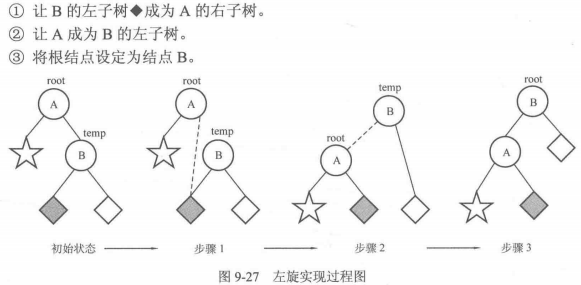 ① 让 B 的左子树◆成为 A 的右子树。
② 让 A 成为 B 的左子树。
③ 将根结点设定为结点 B。
root root temp root
A A B B
temp temp root
B B A A
初始状态 步骤 1 步骤 2 步骤 3
图 9-27 左旋实现过程图